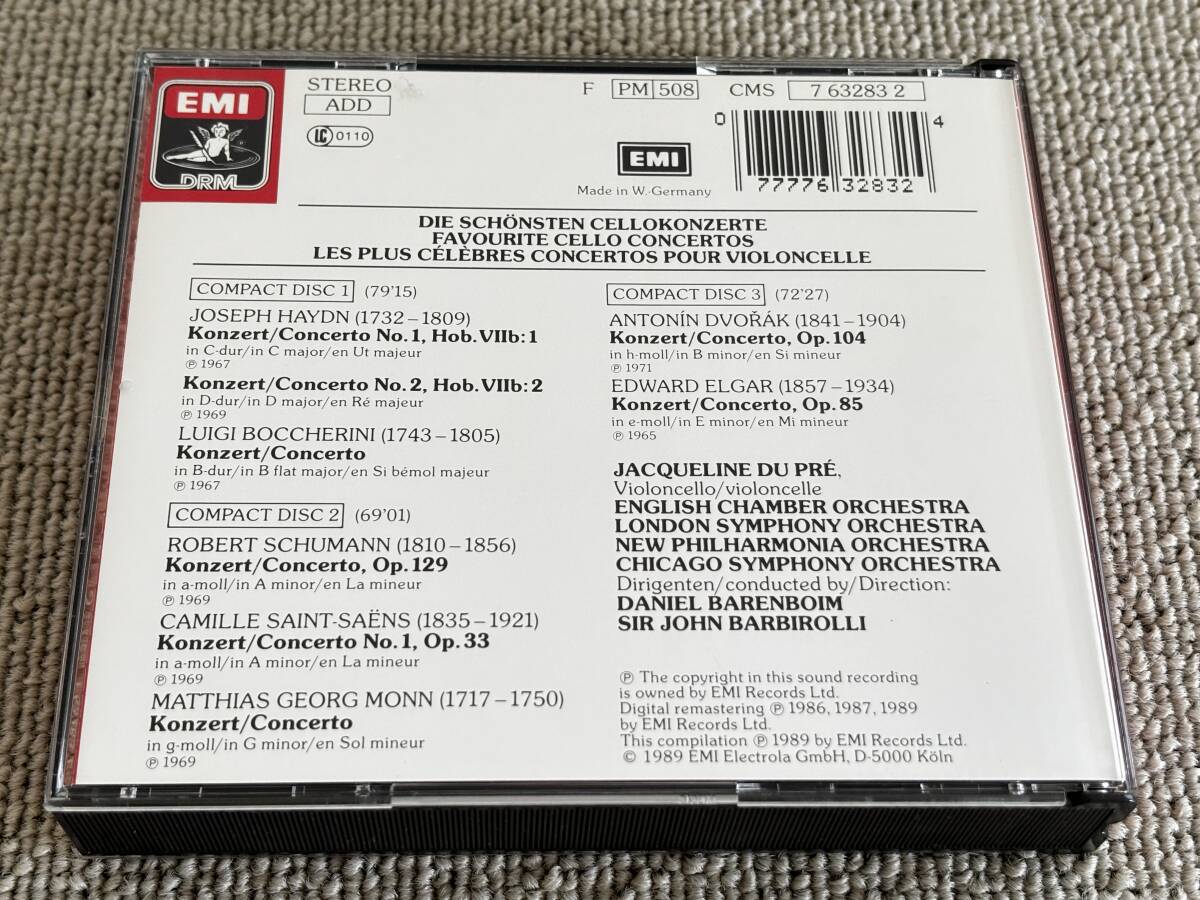 EMI
DRM
STEREO
ADD
LC 0110
F PM 508 CMS 7 63283 2
EMI
Made in W.-Germany
0 77776 32832 4
DIE SCHÖNSTEN CELLOKONZERTE
FAVOURITE CELLO CONCERTOS
LES PLUS CÉLÈBRES CONCERTOS POUR VIOLONCELLE
COMPACT DISC 1 (79'15)
JOSEPH HAYDN (1732–1809)
Konzert/Concerto No. 1, Hob. VIIb: 1
in C-dur/in C major/en Ut majeur
℗ 1967
Konzert/Concerto No. 2, Hob. VIIb: 2
in D-dur/in D major/en Ré majeur
℗ 1969
LUIGI BOCCHERINI (1743–1805)
Konzert/Concerto
in B-dur/in B flat major/en Si bémol majeur
℗ 1967
COMPACT DISC 2 (69'01)
ROBERT SCHUMANN (1810–1856)
Konzert/Concerto, Op. 129
in a-moll/in A minor/en La mineur
℗ 1969
CAMILLE SAINT-SAËNS (1835–1921)
Konzert/Concerto No. 1, Op. 33
in a-moll/in A minor/en La mineur
℗ 1969
MATTHIAS GEORG MONN (1717–1750)
Konzert/Concerto
in g-moll/in G minor/en Sol mineur
℗ 1969
COMPACT DISC 3 (72'27)
ANTONÍN DVOŘÁK (1841–1904)
Konzert/Concerto, Op. 104
in h-moll/in B minor/en Si mineur
℗ 1971
EDWARD ELGAR (1857–1934)
Konzert/Concerto, Op. 85
in e-moll/in E minor/en Mi mineur
℗ 1965
JACQUELINE DU PRÉ,
Violoncello/violoncelle
ENGLISH CHAMBER ORCHESTRA
LONDON SYMPHONY ORCHESTRA
NEW PHILHARMONIA ORCHESTRA
CHICAGO SYMPHONY ORCHESTRA
Dirigenten/conducted by/Direction:
DANIEL BARENBOIM
SIR JOHN BARBIROLLI
℗ The copyright in this sound recording
is owned by EMI Records Ltd.
Digital remastering ℗ 1986, 1987, 1989
by EMI Records Ltd.
This compilation ℗ 1989 by EMI Records Ltd.
© 1989 EMI Electrola GmbH, D-5000 Köln